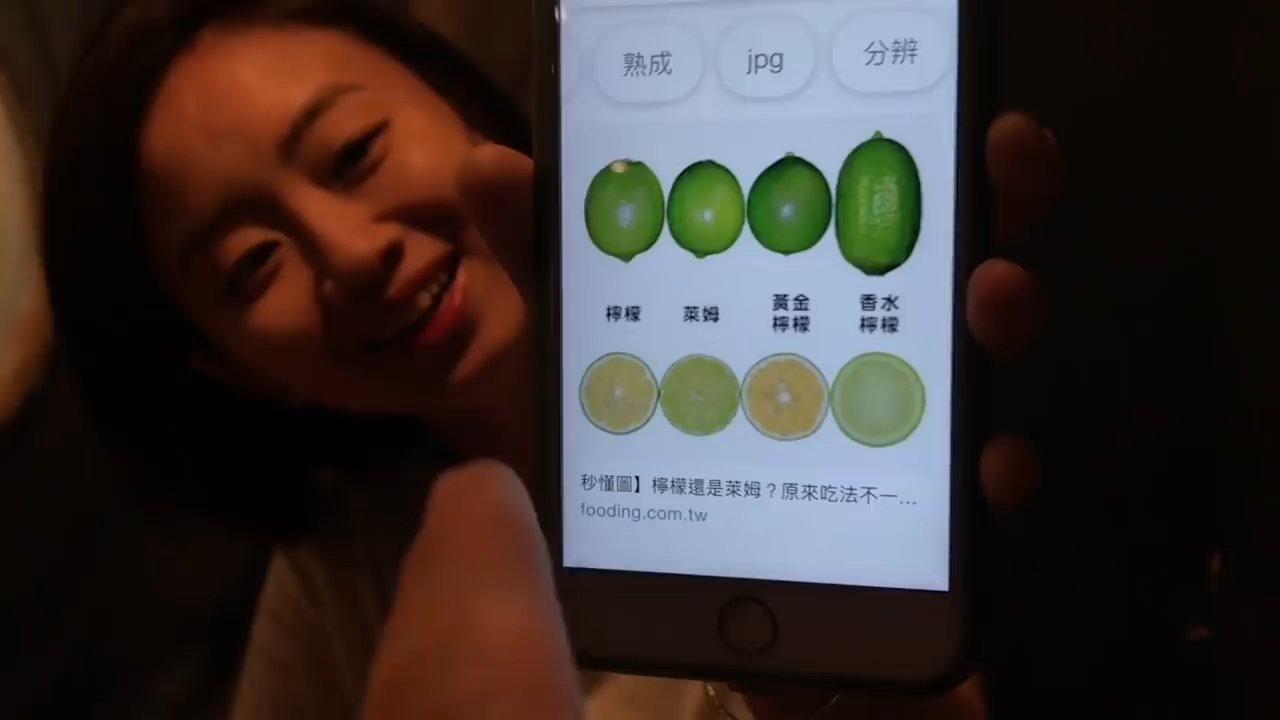 熟成
jpg
分辨
檸檬
萊姆
黃金
檸檬
香水
檸檬
秒懂圖】檸檬還是萊姆？原來吃法不一...
fooding.com.tw